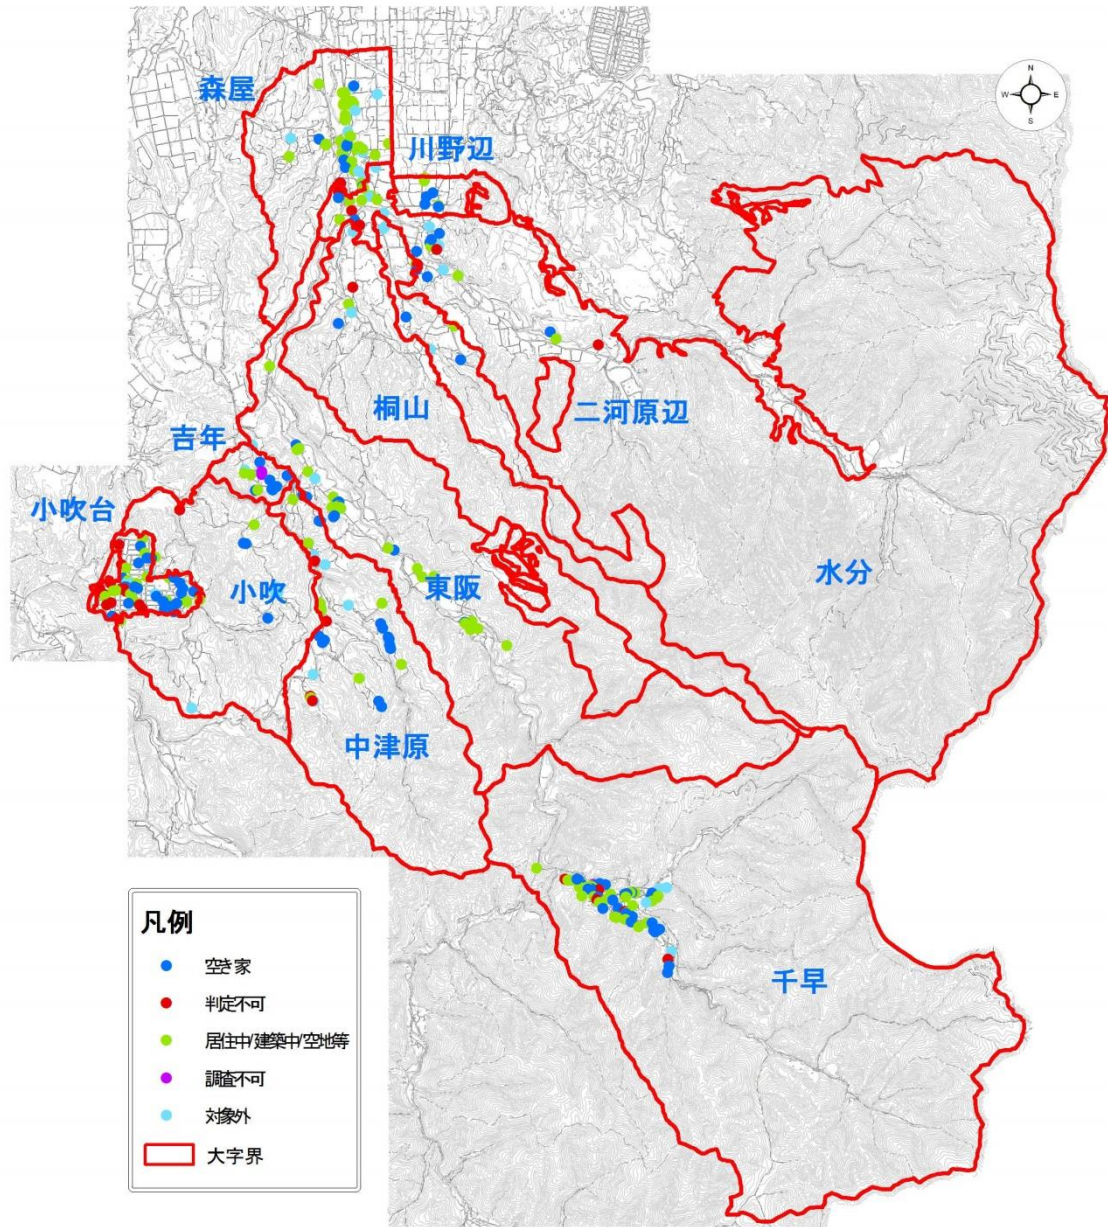 森屋
N
W
E
S
川野辺
桐山
二河原辺
吉年
小吹台
小吹
東阪
水分
中津原
千早
凡例
空き家
判定不可
居住中/建築中/空地等
調査不可
対象外
大字界